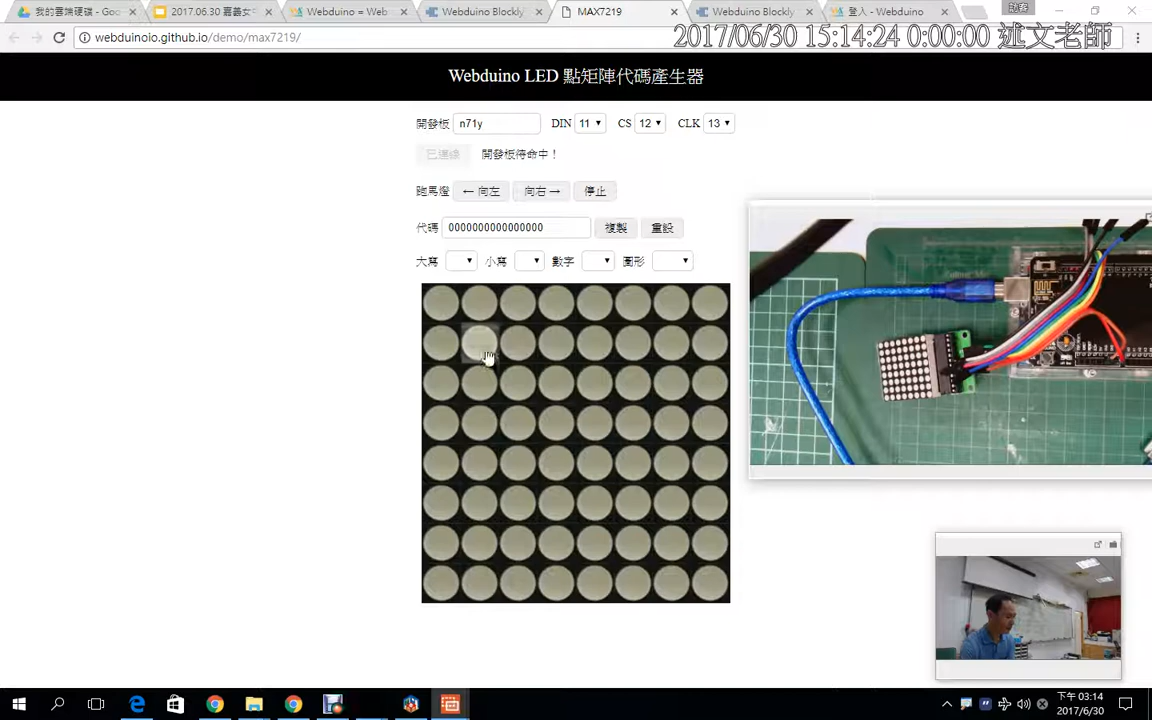 我的雲端硬碟 - Goo
2017.06.30 嘉義女中
Webduino = Web
Webduino Blockly
MAX7219
Webduino Blockly
登入 - Webduino
webduinoio.github.io/demo/max7219/
2017/06/30 15:14:24 0:00:00 述文老師
Webduino LED 點矩陣代碼產生器
開發板 n71y DIN 11 CS 12 CLK 13
已連線 開發板待命中！
跑馬燈 ← 向左 向右 → 停止
代碼 0000000000000000 複製 重設
大寫 小寫 數字 圖形
下午 03:14
2017/6/30